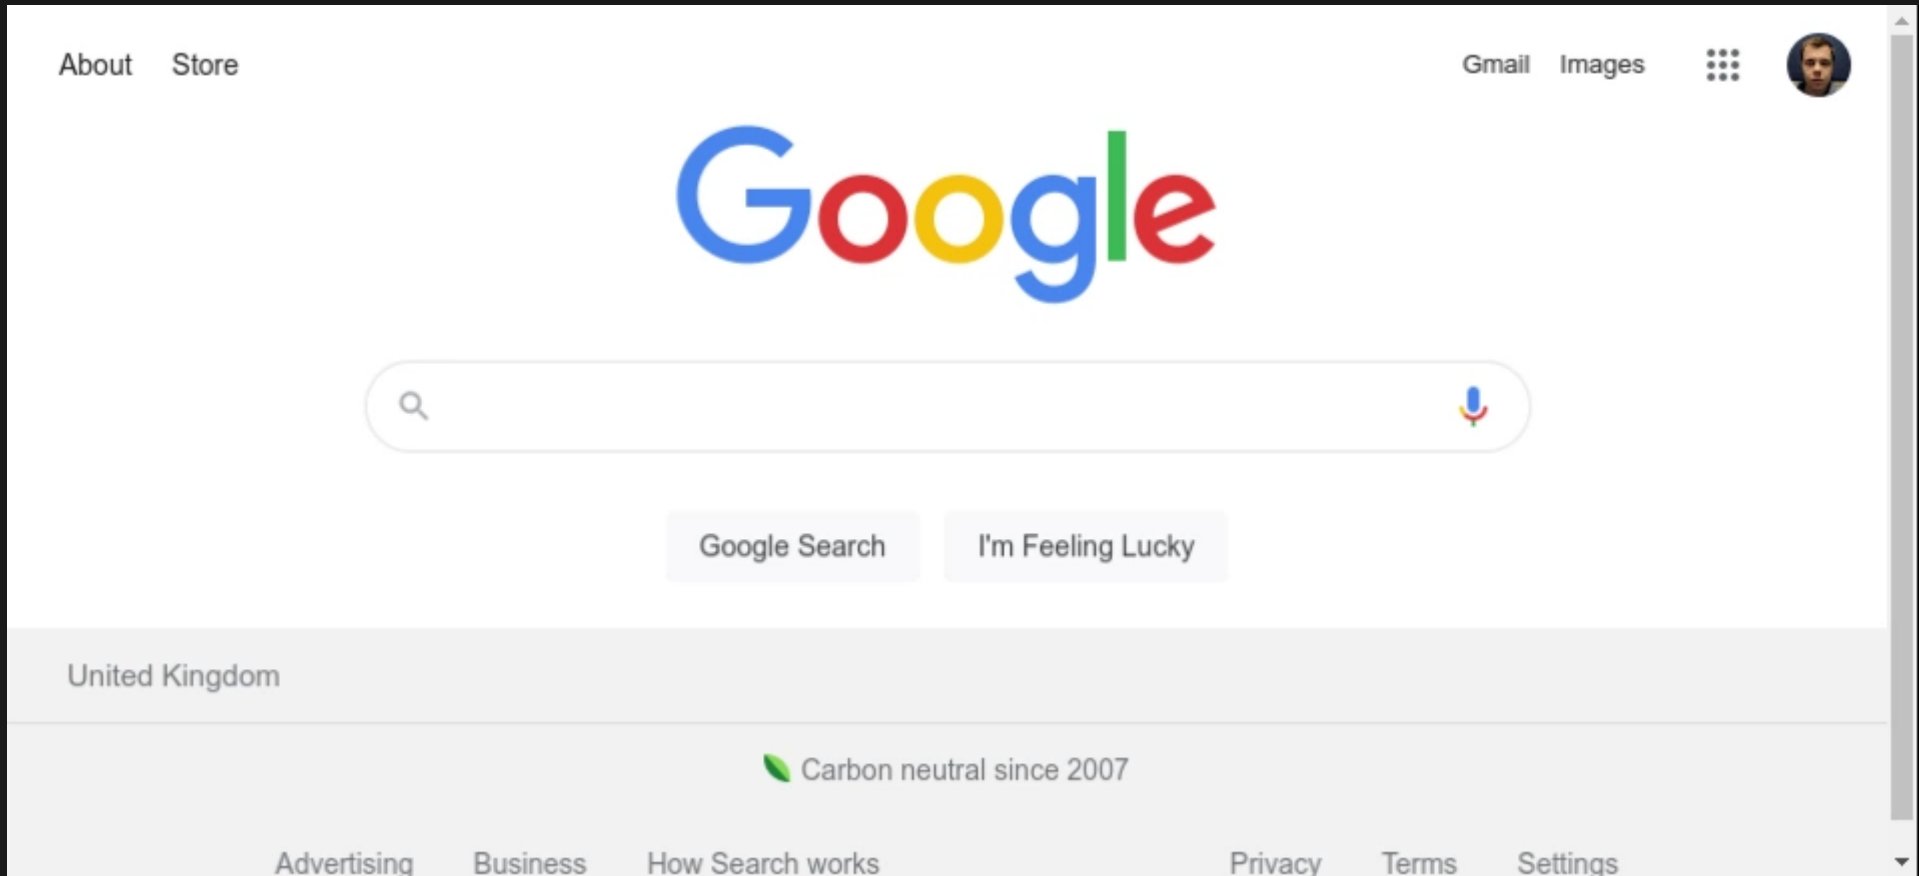 About Store Gmail Images
Google
Google Search I'm Feeling Lucky
United Kingdom
Carbon neutral since 2007
Advertising Business How Search works Privacy Terms Settings